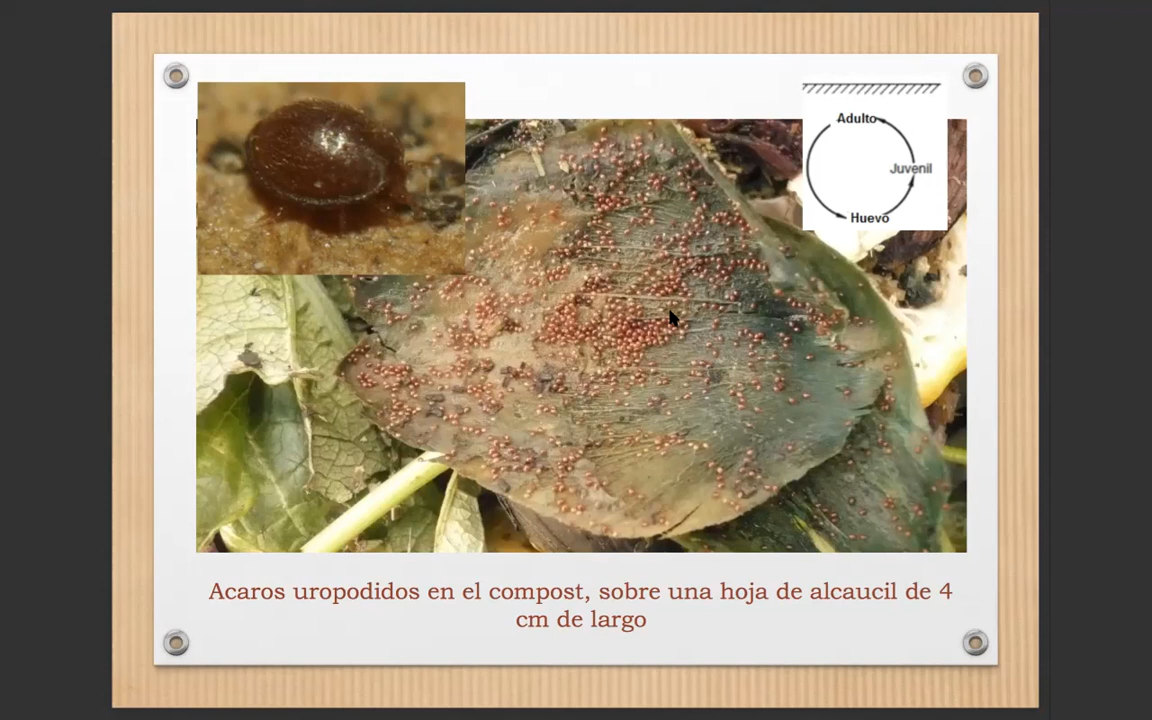 Adulto
Juvenil
Huevo
Acaros uropodidos en el compost, sobre una hoja de alcaucil de 4
cm de largo